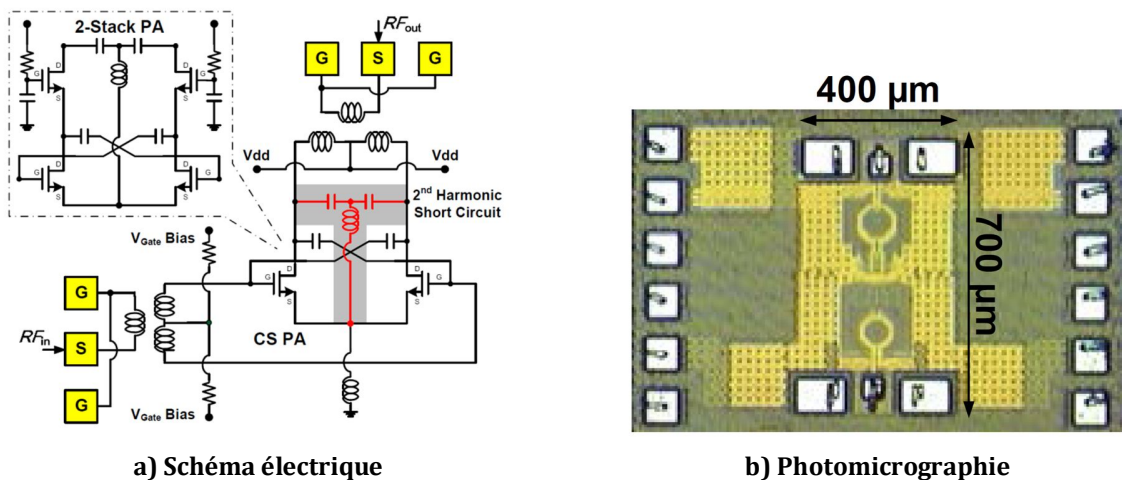 2-Stack PA
G
D
S
D
G
S
D
G
S
D
G
S
RFout
G
S
G
Vdd
Vdd
2nd Harmonic
Short Circuit
VGate Bias
G
D
S
D
G
S
G
RFin
S
CS PA
G
VGate Bias
400 µm
700 µm
a) Schéma électrique
b) Photomicrographie